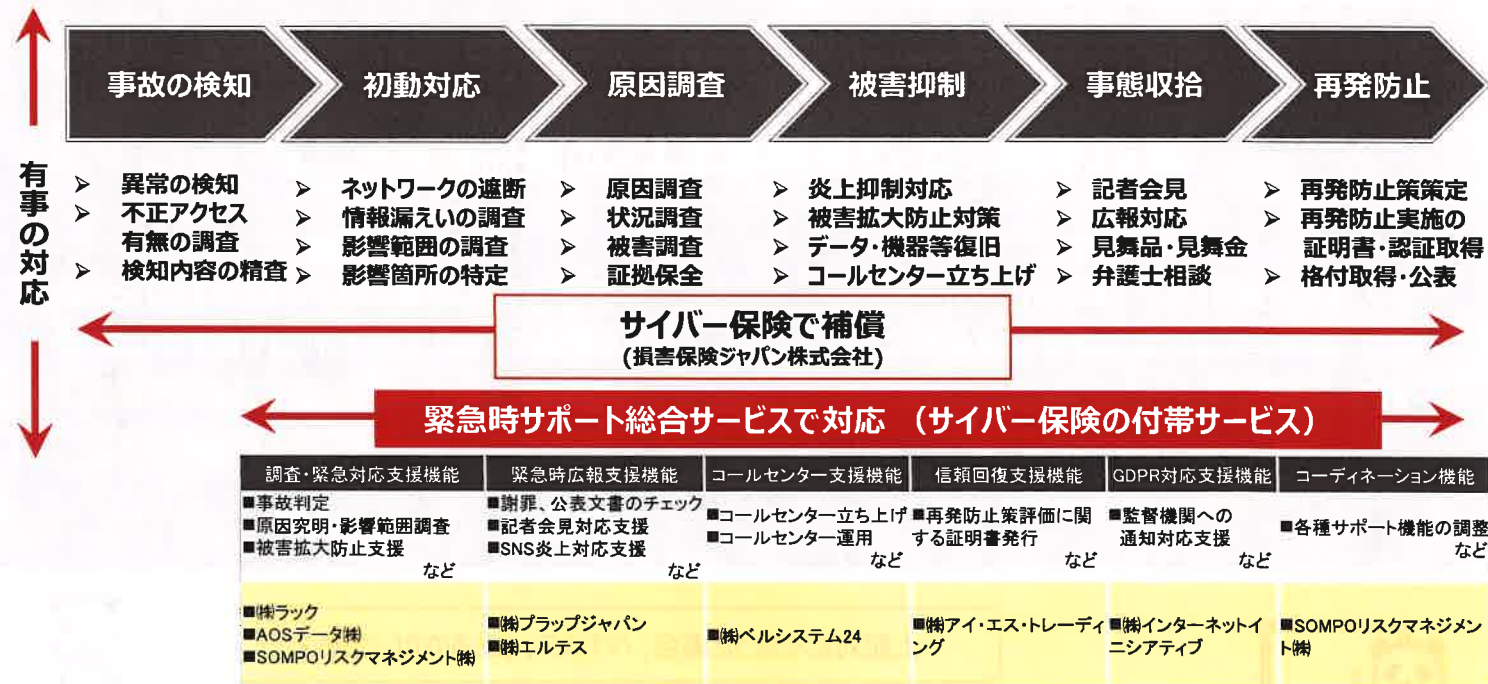 事故の検知
初動対応
原因調査
被害抑制
事態収拾
再発防止
有事の対応
➢ 異常の検知
➢ 不正アクセス
有無の調査
➢ 検知内容の精査
➢ ネットワークの遮断
➢ 情報漏えいの調査
➢ 影響範囲の調査
➢ 影響箇所の特定
➢ 原因調査
➢ 状況調査
➢ 被害調査
➢ 証拠保全
➢ 炎上抑制対応
➢ 被害拡大防止対策
➢ データ・機器等復旧
➢ コールセンター立ち上げ
➢ 記者会見
➢ 広報対応
➢ 見舞品・見舞金
➢ 弁護士相談
➢ 再発防止策策定
➢ 再発防止実施の
証明書・認証取得
➢ 格付取得・公表
サイバー保険で補償
(損害保険ジャパン株式会社)
緊急時サポート総合サービスで対応 （サイバー保険の付帯サービス）
調査・緊急対応支援機能
緊急時広報支援機能
コールセンター支援機能
信頼回復支援機能
GDPR対応支援機能
コーディネーション機能
■事故判定
■原因究明・影響範囲調査
■被害拡大防止支援
など
■謝罪、公表文書のチェック
■記者会見対応支援
■SNS炎上対応支援
など
■コールセンター立ち上げ
■コールセンター運用
など
■再発防止策評価に関
する証明書発行
など
■監督機関への
通知対応支援
など
■各種サポート機能の調整
など
■㈱ラック
■AOSデータ㈱
■SOMPOリスクマネジメント㈱
■㈱プラップジャパン
■㈱エルテス
■㈱ベルシステム24
■㈱アイ・エス・トレーディ
ング
■㈱インターネットイ
ニシアティブ
■SOMPOリスクマネジメン
ト㈱